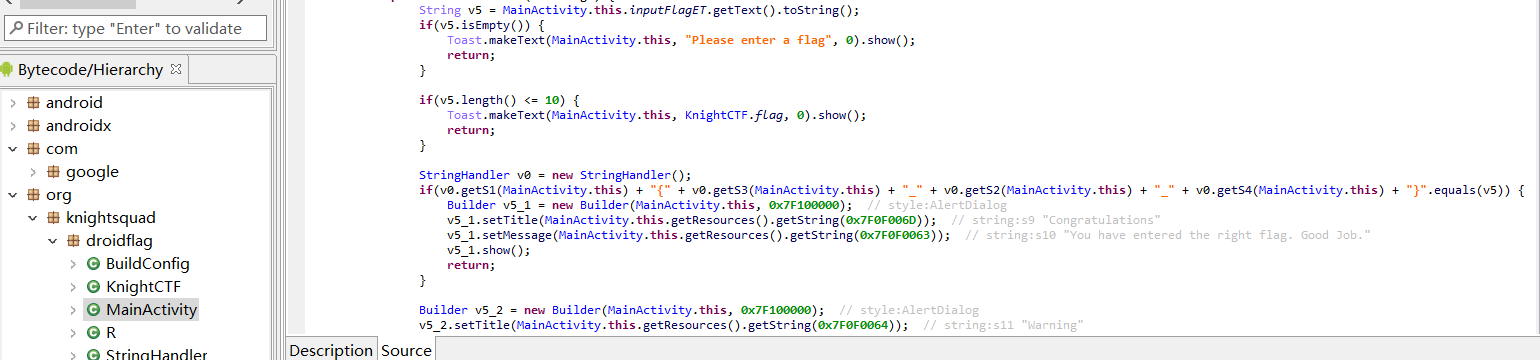 Filter: type "Enter" to validate
Bytecode/Hierarchy
android
androidx
com
google
org
knightsquad
droidflag
BuildConfig
KnightCTF
MainActivity
R
StringHandler
String v5 = MainActivity.this.inputFlagET.getText().toString();
if(v5.isEmpty()) {
Toast.makeText(MainActivity.this, "Please enter a flag", 0).show();
return;
}
if(v5.length() <= 10) {
Toast.makeText(MainActivity.this, KnightCTF.flag, 0).show();
return;
}
StringHandler v0 = new StringHandler();
if(v0.getS1(MainActivity.this) + "{" + v0.getS3(MainActivity.this) + "_" + v0.getS2(MainActivity.this) + "_" + v0.getS4(MainActivity.this) + "}".equals(v5)) {
Builder v5_1 = new Builder(MainActivity.this, 0x7F100000);  // style:AlertDialog
v5_1.setTitle(MainActivity.this.getResources().getString(0x7F0F006D));  // string:s9 "Congratulations"
v5_1.setMessage(MainActivity.this.getResources().getString(0x7F0F0063));  // string:s10 "You have entered the right flag. Good Job."
v5_1.show();
return;
}
Builder v5_2 = new Builder(MainActivity.this, 0x7F100000);  // style:AlertDialog
v5_2.setTitle(MainActivity.this.getResources().getString(0x7F0F0064));  // string:s11 "Warning"
Description
Source